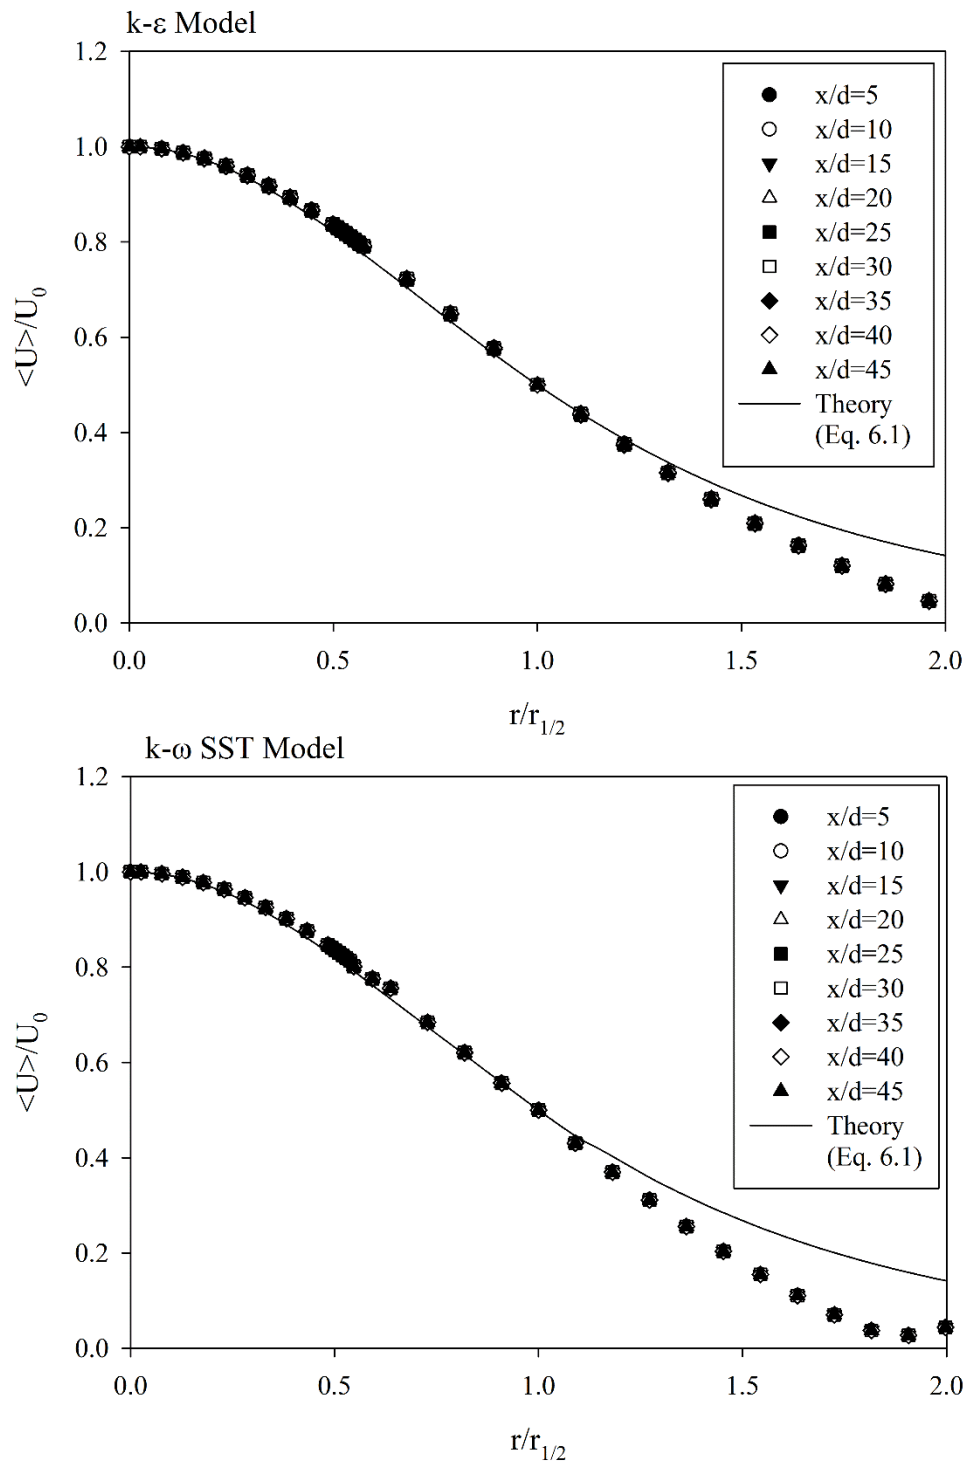 k-ε Model
1.2
1.0
0.8
0.6
0.4
0.2
0.0
<U>/U0
x/d=5
x/d=10
x/d=15
x/d=20
x/d=25
x/d=30
x/d=35
x/d=40
x/d=45
Theory
(Eq. 6.1)
0.0 0.5 1.0 1.5 2.0
r/r1/2
k-ω SST Model
1.2
1.0
0.8
0.6
0.4
0.2
0.0
<U>/U0
x/d=5
x/d=10
x/d=15
x/d=20
x/d=25
x/d=30
x/d=35
x/d=40
x/d=45
Theory
(Eq. 6.1)
0.0 0.5 1.0 1.5 2.0
r/r1/2